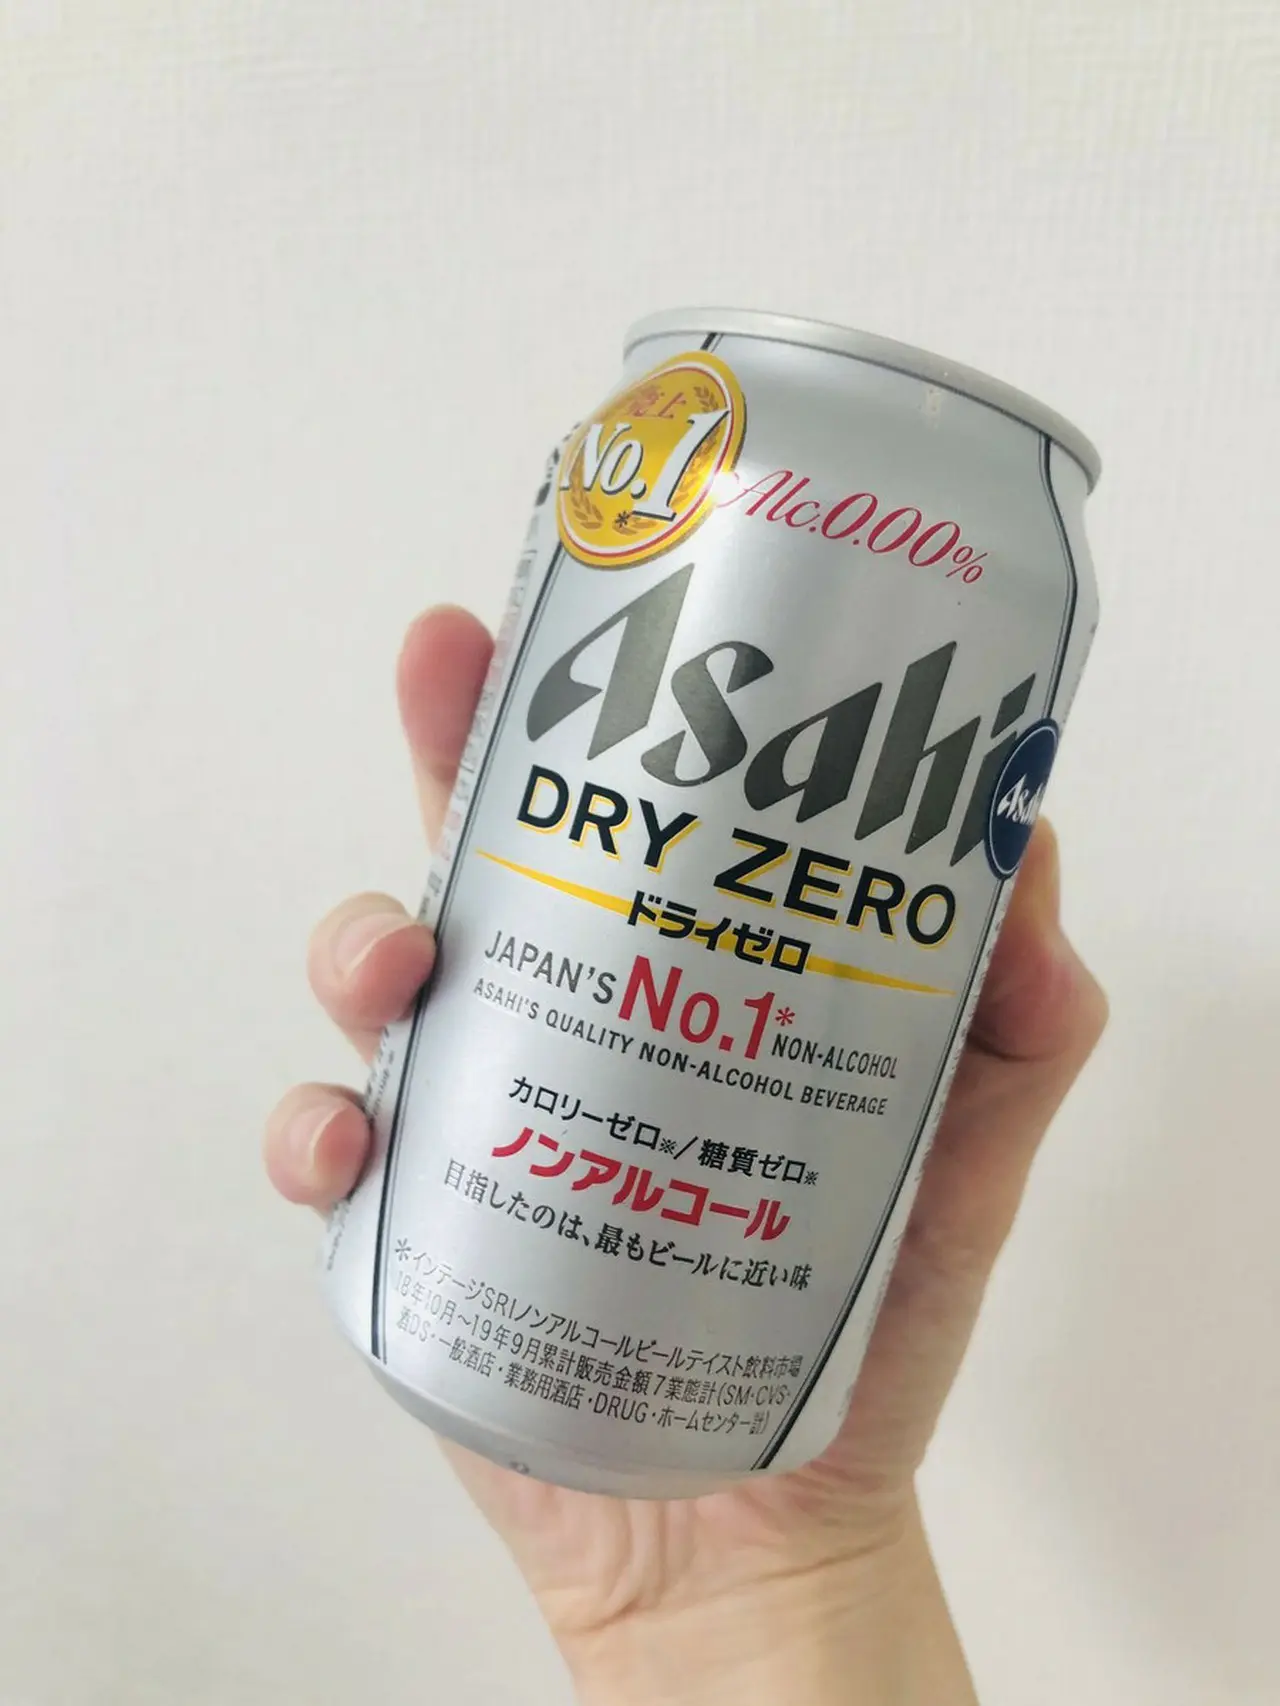 売上
No.1
*
Alc.0.00%
Asahi
Asahi
DRY ZERO
ドライゼロ
JAPAN'S No.1* NON-ALCOHOL
ASAHI'S QUALITY NON-ALCOHOL BEVERAGE
カロリーゼロ※/糖質ゼロ※
ノンアルコール
目指したのは、最もビールに近い味
*インテージSRIノンアルコールビールテイスト飲料市場
18年10月〜19年9月累計販売金額7業態計(SM・CVS・
酒DS・一般酒店・業務用酒店・DRUG・ホームセンター計)